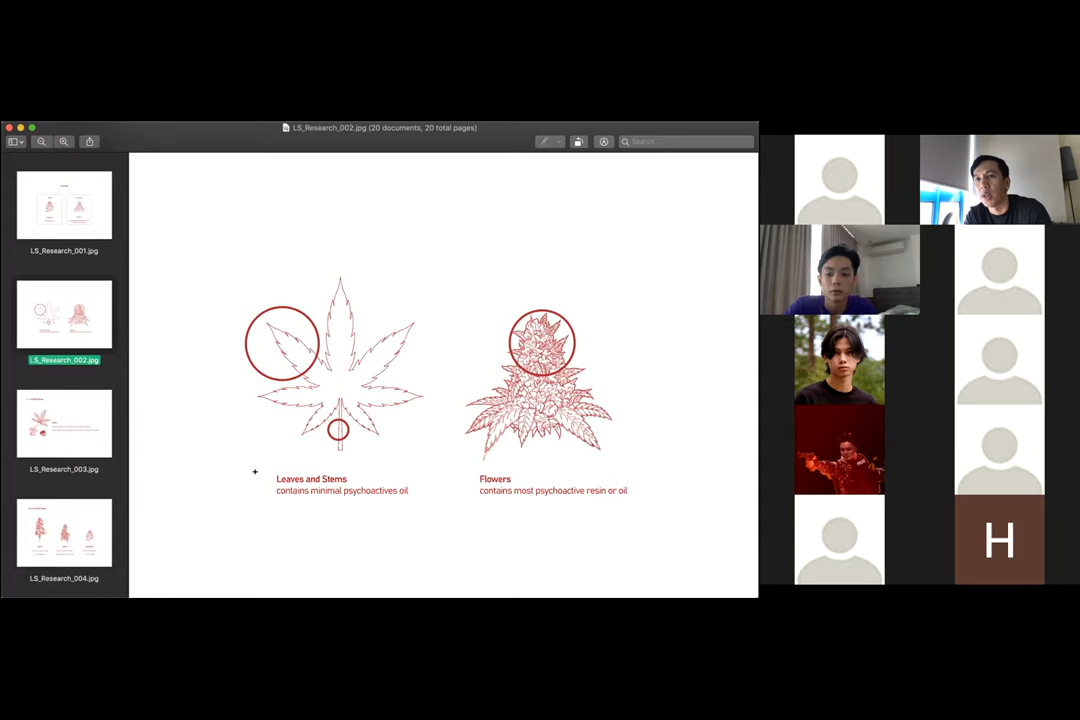 LS_Research_002.jpg (20 documents, 20 total pages)
Search
LS_Research_001.jpg
LS_Research_002.jpg
LS_Research_003.jpg
LS_Research_004.jpg
Leaves and Stems
contains minimal psychoactives oil
Flowers
contains most psychoactive resin or oil
H